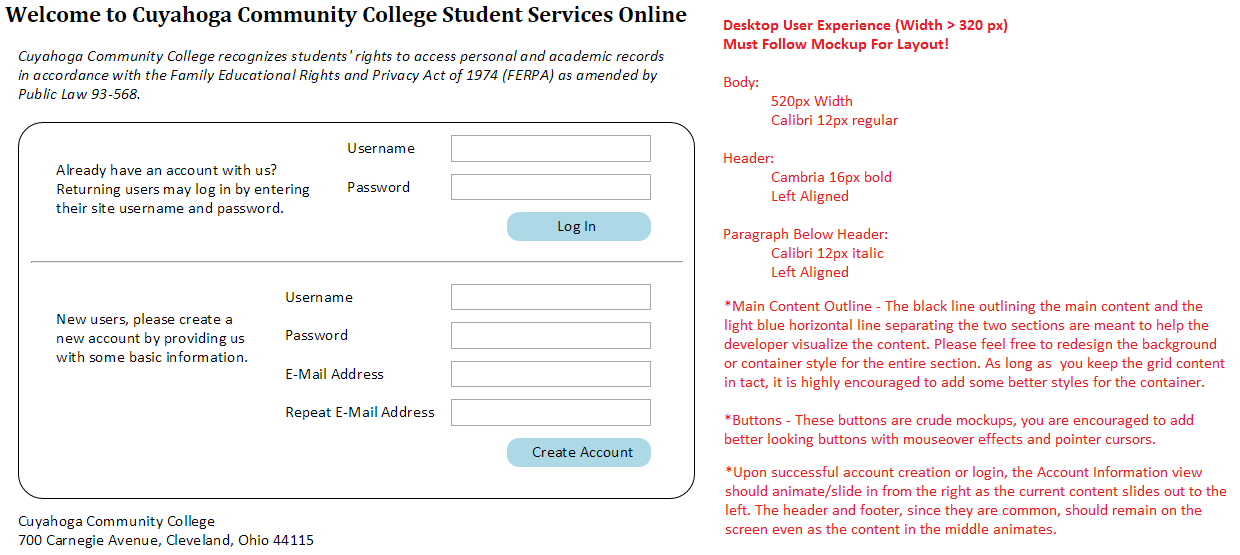 Welcome to Cuyahoga Community College Student Services Online
Cuyahoga Community College recognizes students' rights to access personal and academic records
in accordance with the Family Educational Rights and Privacy Act of 1974 (FERPA) as amended by
Public Law 93-568.
Already have an account with us?
Returning users may log in by entering
their site username and password.
Username
Password
Log In
New users, please create a
new account by providing us
with some basic information.
Username
Password
E-Mail Address
Repeat E-Mail Address
Create Account
Cuyahoga Community College
700 Carnegie Avenue, Cleveland, Ohio 44115
Desktop User Experience (Width > 320 px)
Must Follow Mockup For Layout!
Body:
520px Width
Calibri 12px regular
Header:
Cambria 16px bold
Left Aligned
Paragraph Below Header:
Calibri 12px italic
Left Aligned
*Main Content Outline - The black line outlining the main content and the
light blue horizontal line separating the two sections are meant to help the
developer visualize the content. Please feel free to redesign the background
or container style for the entire section. As long as  you keep the grid content
in tact, it is highly encouraged to add some better styles for the container.
*Buttons - These buttons are crude mockups, you are encouraged to add
better looking buttons with mouseover effects and pointer cursors.
*Upon successful account creation or login, the Account Information view
should animate/slide in from the right as the current content slides out to the
left. The header and footer, since they are common, should remain on the
screen even as the content in the middle animates.